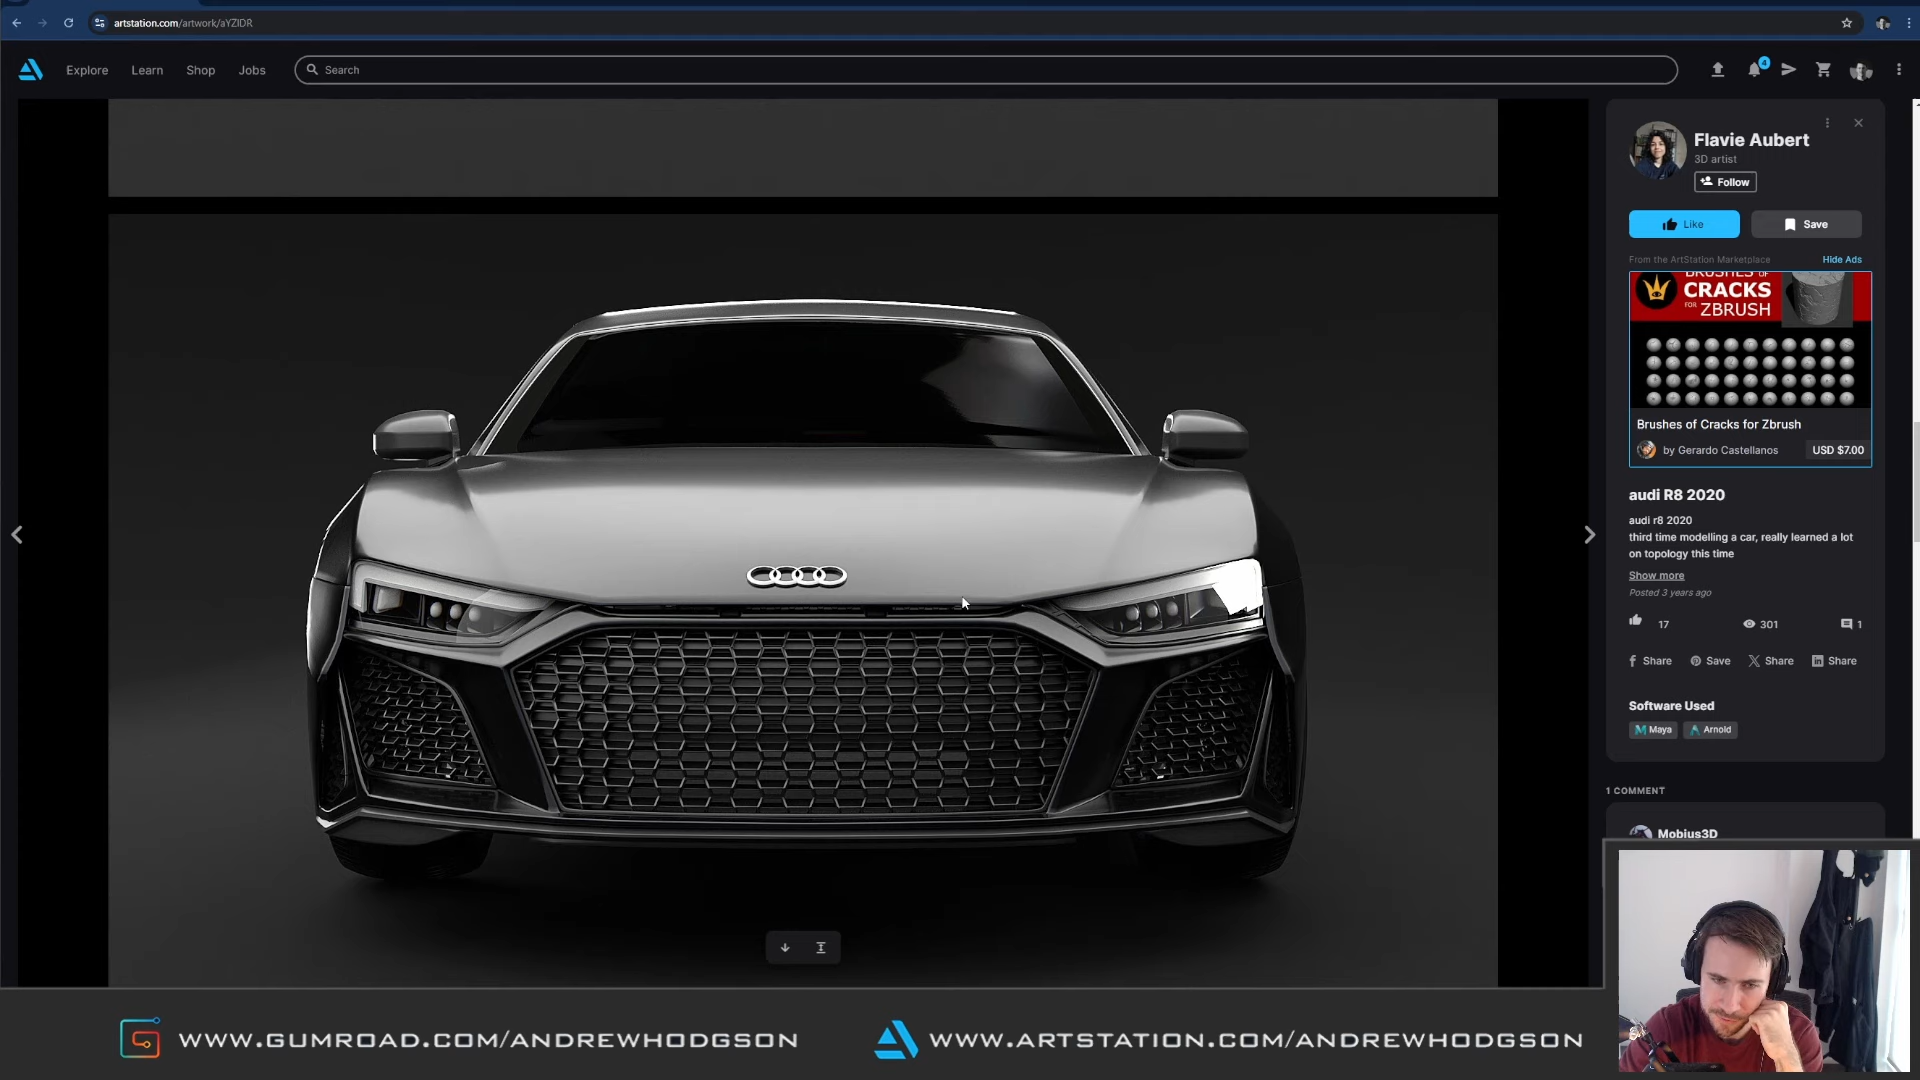 artstation.com/artwork/aYZlDR
Explore
Learn
Shop
Jobs
Search
4
Flavie Aubert
3D artist
Follow
Like
Save
From the ArtStation Marketplace
Hide Ads
BRUSHES OF
CRACKS
FOR ZBRUSH
Brushes of Cracks for Zbrush
by Gerardo Castellanos
USD $7.00
audi R8 2020
audi r8 2020
third time modelling a car, really learned a lot
on topology this time
Show more
Posted 3 years ago
17
301
1
Share
Save
Share
Share
Software Used
Maya
Arnold
1 COMMENT
Mobius3D
WWW.GUMROAD.COM/ANDREWHODGSON
WWW.ARTSTATION.COM/ANDREWHODGSON